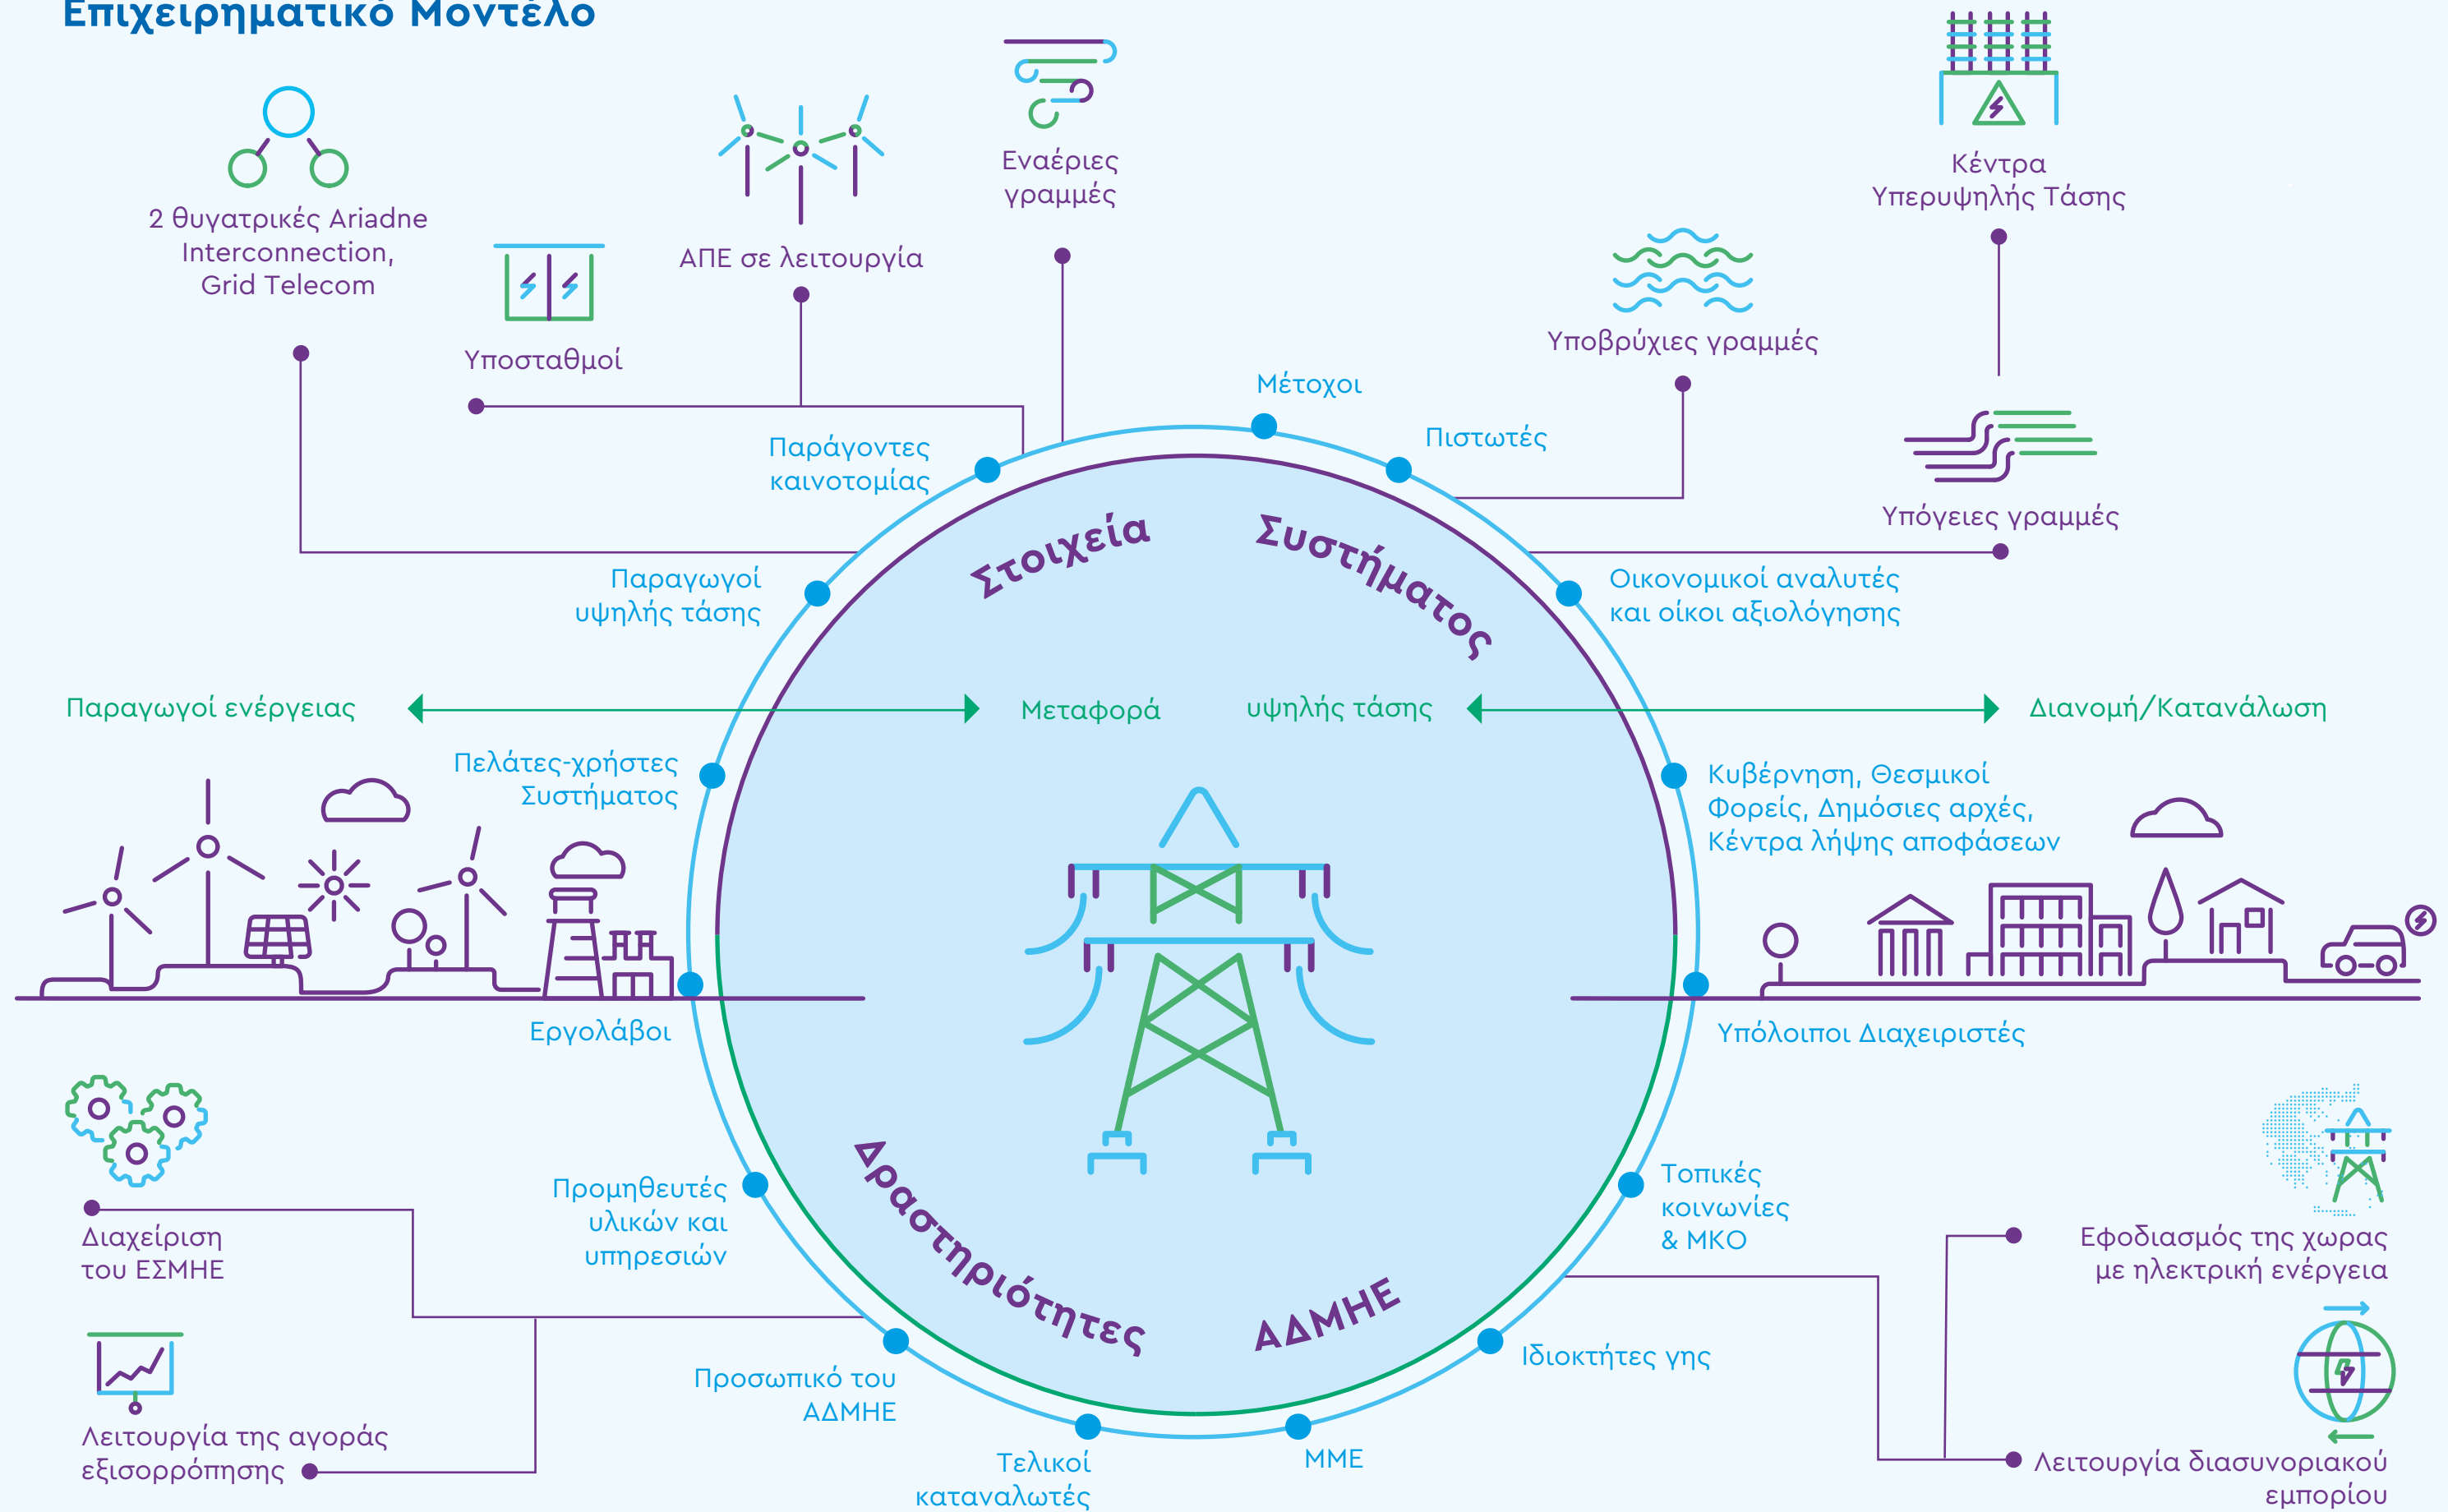 Επιχειρηματικό Μοντέλο
2 θυγατρικές Ariadne
Interconnection,
Grid Telecom
Υποσταθμοί
ΑΠΕ σε λειτουργία
Εναέριες
γραμμές
Υποβρύχιες γραμμές
Κέντρα
Υπερυψηλής Τάσης
Υπόγειες γραμμές
Μέτοχοι
Πιστωτές
Παράγοντες
καινοτομίας
Παραγωγοί
υψηλής τάσης
Οικονομικοί αναλυτές
και οίκοι αξιολόγησης
Στοιχεία Συστήματος
Παραγωγοί ενέργειας
Μεταφορά υψηλής τάσης
Διανομή/Κατανάλωση
Πελάτες-χρήστες
Συστήματος
Κυβέρνηση, Θεσμικοί
Φορείς, Δημόσιες αρχές,
Κέντρα λήψης αποφάσεων
Εργολάβοι
Υπόλοιποι Διαχειριστές
Διαχείριση
του ΕΣΜΗΕ
Προμηθευτές
υλικών και
υπηρεσιών
Τοπικές
κοινωνίες
& ΜΚΟ
Εφοδιασμός της χωρας
με ηλεκτρική ενέργεια
Δραστηριότητες ΑΔΜΗΕ
Λειτουργία της αγοράς
εξισορρόπησης
Προσωπικό του
ΑΔΜΗΕ
Ιδιοκτήτες γης
Τελικοί
καταναλωτές
ΜΜΕ
Λειτουργία διασυνοριακού
εμπορίου